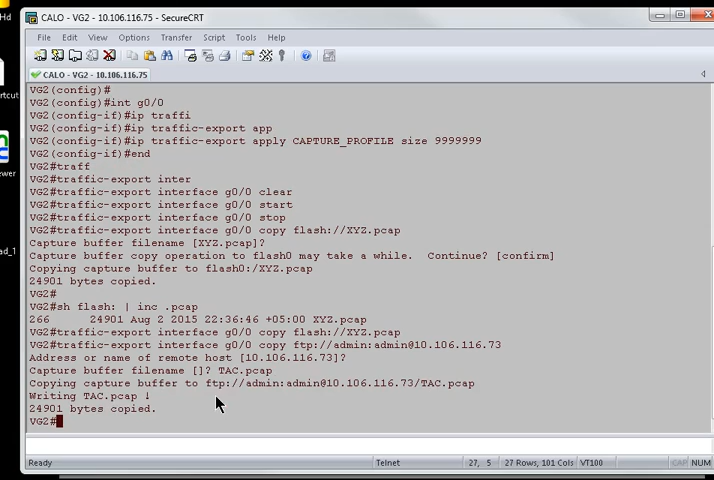 Hd
CALO - VG2 - 10.106.116.75 - SecureCRT
File Edit View Options Transfer Script Tools Help
CALO - VG2 - 10.106.116.75
VG2(config)#
VG2(config)#int g0/0
VG2(config-if)#ip traffi
VG2(config-if)#ip traffic-export app
VG2(config-if)#ip traffic-export apply CAPTURE_PROFILE size 9999999
VG2(config-if)#end
VG2#traff
VG2#traffic-export inter
VG2#traffic-export interface g0/0 clear
VG2#traffic-export interface g0/0 start
VG2#traffic-export interface g0/0 stop
VG2#traffic-export interface g0/0 copy flash://XYZ.pcap
Capture buffer filename [XYZ.pcap]?
Capture buffer copy operation to flash0 may take a while.  Continue? [confirm]
Copying capture buffer to flash0:/XYZ.pcap
24901 bytes copied.
VG2#
VG2#sh flash: | inc .pcap
266      24901 Aug 2 2015 22:36:46 +05:00 XYZ.pcap
VG2#traffic-export interface g0/0 copy flash://XYZ.pcap
VG2#traffic-export interface g0/0 copy ftp://admin:admin@10.106.116.73
Address or name of remote host [10.106.116.73]?
Capture buffer filename []? TAC.pcap
Copying capture buffer to ftp://admin:admin@10.106.116.73/TAC.pcap
Writing TAC.pcap !
24901 bytes copied.
VG2#
Ready Telnet 27, 5 27 Rows, 101 Cols VT100 CAP NUM
rtcut
ewer
ad_1